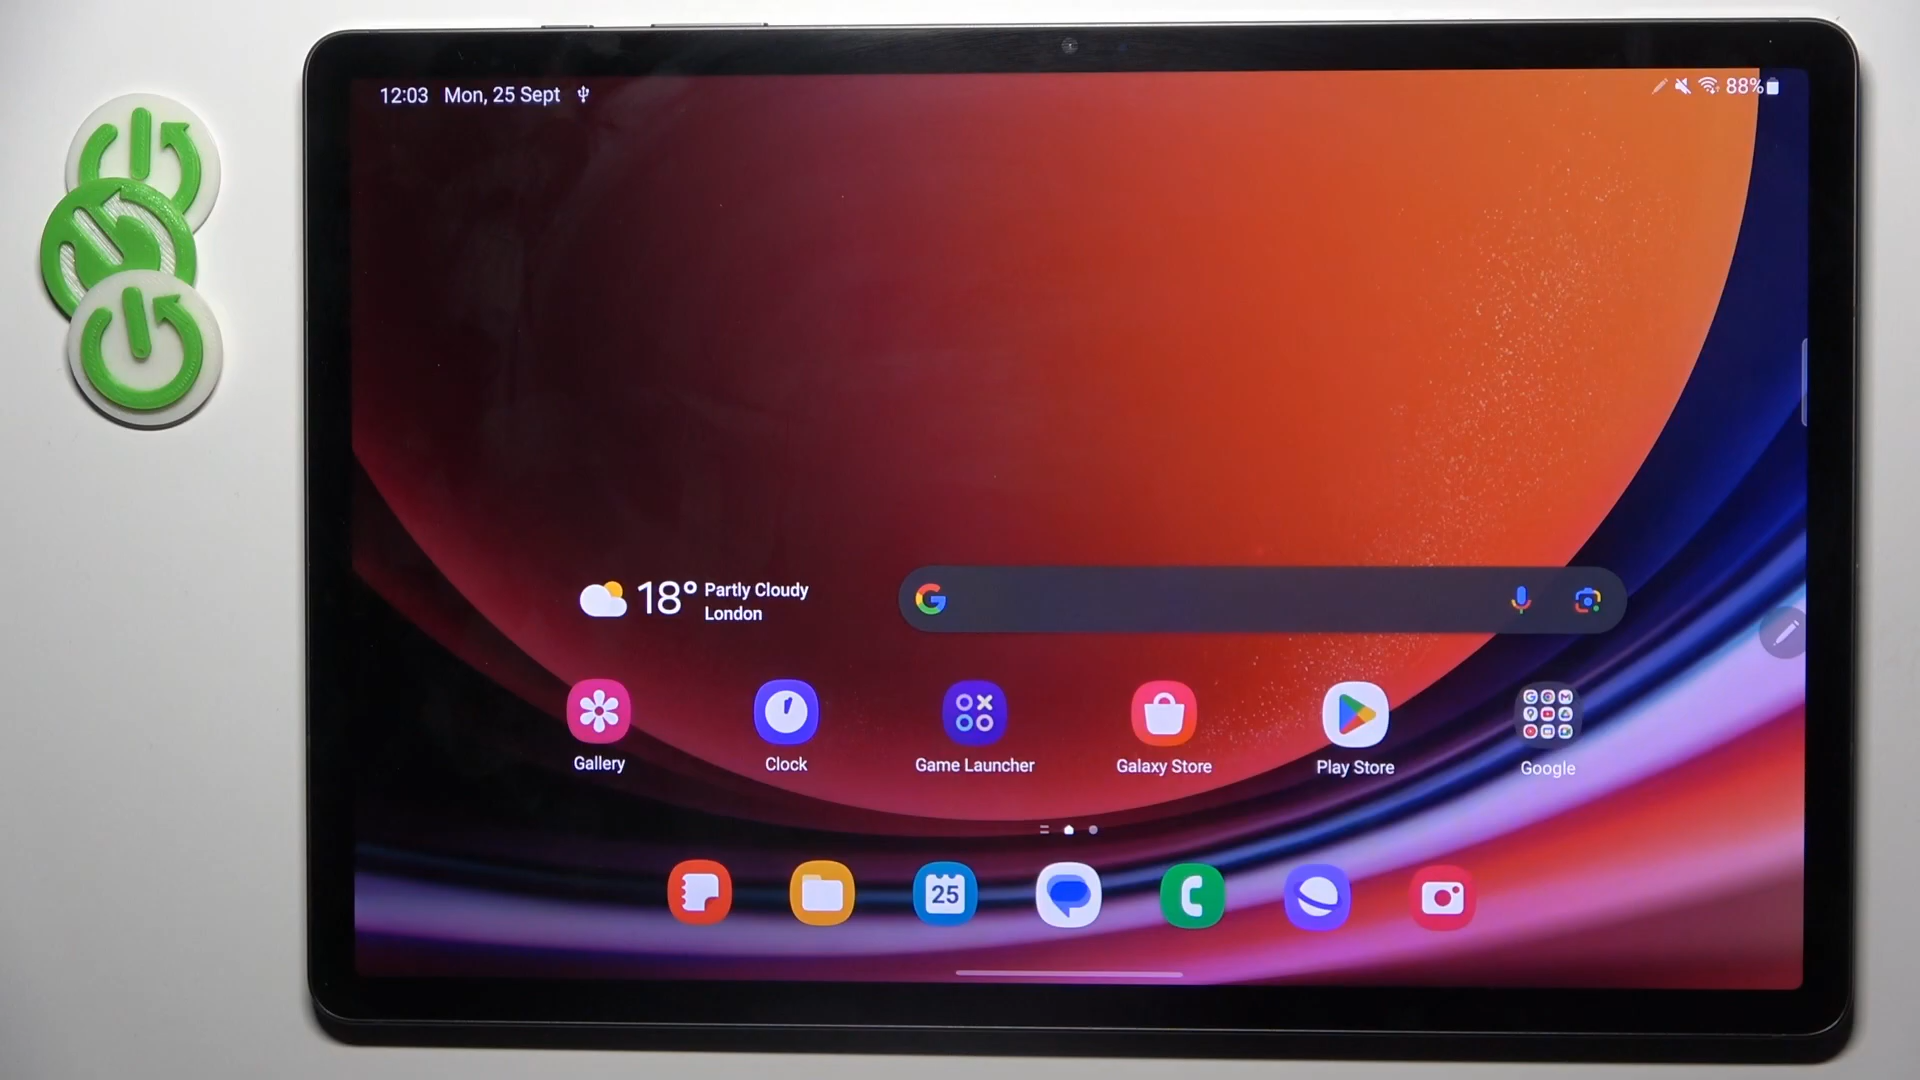 12:03 Mon, 25 Sept
88%
18° Partly Cloudy
London
Gallery Clock Game Launcher Galaxy Store Play Store Google
25